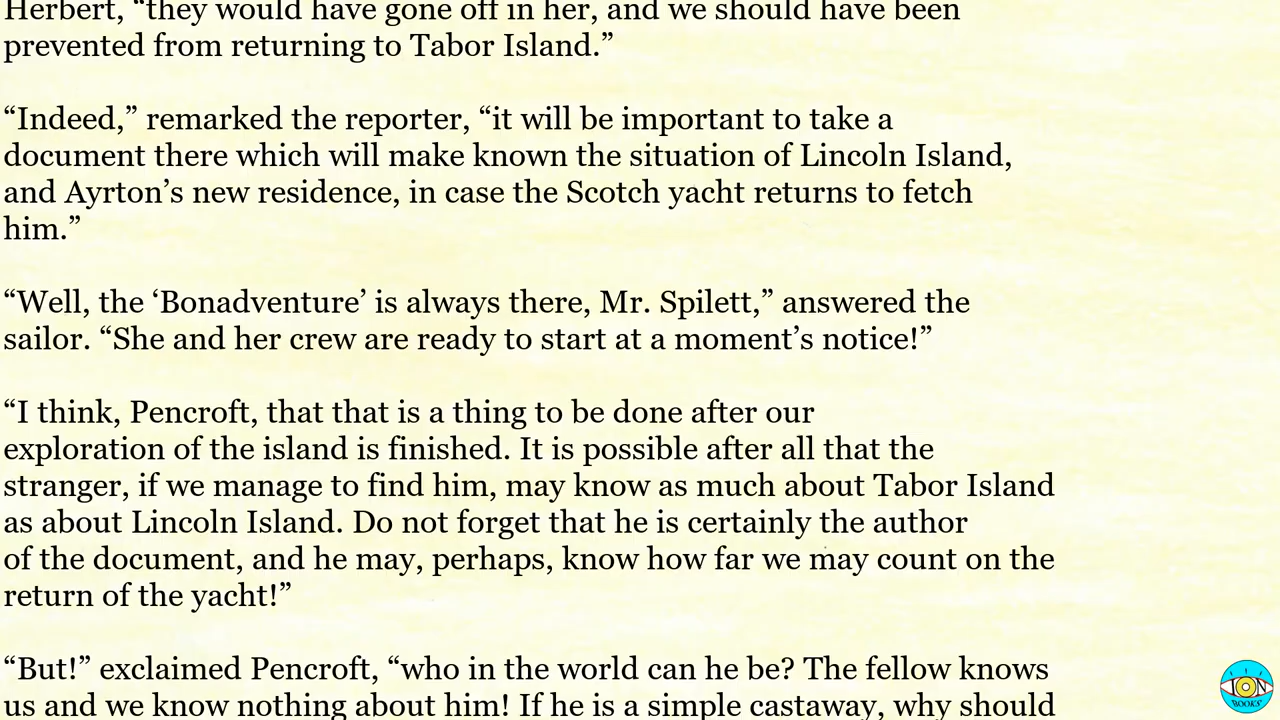 Herbert, “they would have gone off in her, and we should have been
prevented from returning to Tabor Island.”
“Indeed,” remarked the reporter, “it will be important to take a
document there which will make known the situation of Lincoln Island,
and Ayrton’s new residence, in case the Scotch yacht returns to fetch
him.”
“Well, the ‘Bonadventure’ is always there, Mr. Spilett,” answered the
sailor. “She and her crew are ready to start at a moment’s notice!”
“I think, Pencroft, that that is a thing to be done after our
exploration of the island is finished. It is possible after all that the
stranger, if we manage to find him, may know as much about Tabor Island
as about Lincoln Island. Do not forget that he is certainly the author
of the document, and he may, perhaps, know how far we may count on the
return of the yacht!”
“But!” exclaimed Pencroft, “who in the world can he be? The fellow knows
us and we know nothing about him! If he is a simple castaway, why should
ION
BOOKS